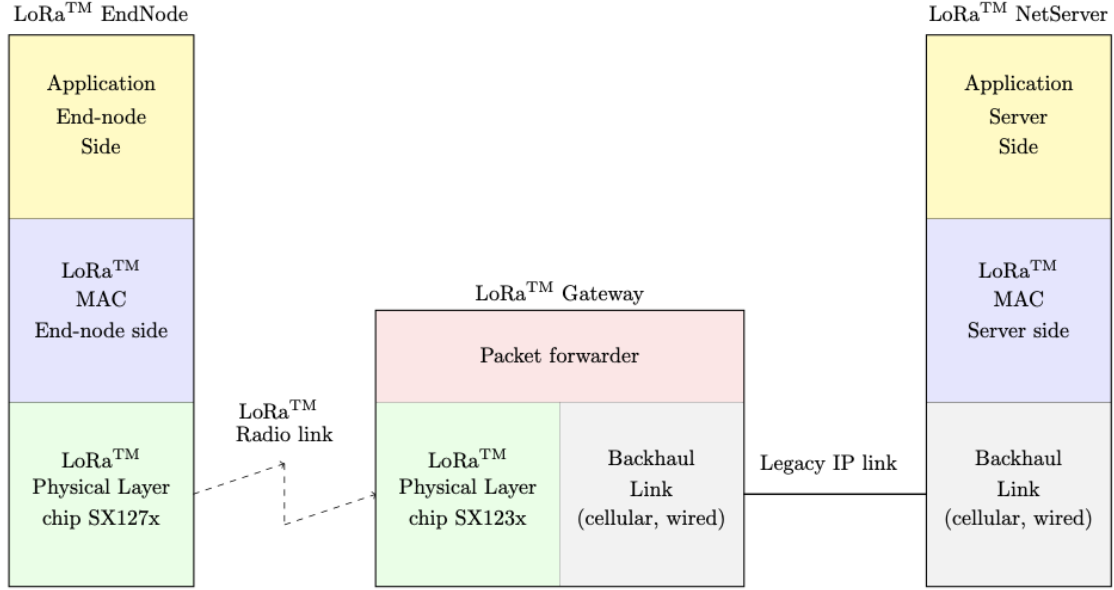 LoRa™ EndNode
Application
End-node
Side
LoRa™
MAC
End-node side
LoRa™
Physical Layer
chip SX127x
LoRa™
Radio link
LoRa™ Gateway
Packet forwarder
LoRa™
Physical Layer
chip SX123x
Backhaul
Link
(cellular, wired)
Legacy IP link
LoRa™ NetServer
Application
Server
Side
LoRa™
MAC
Server side
Backhaul
Link
(cellular, wired)